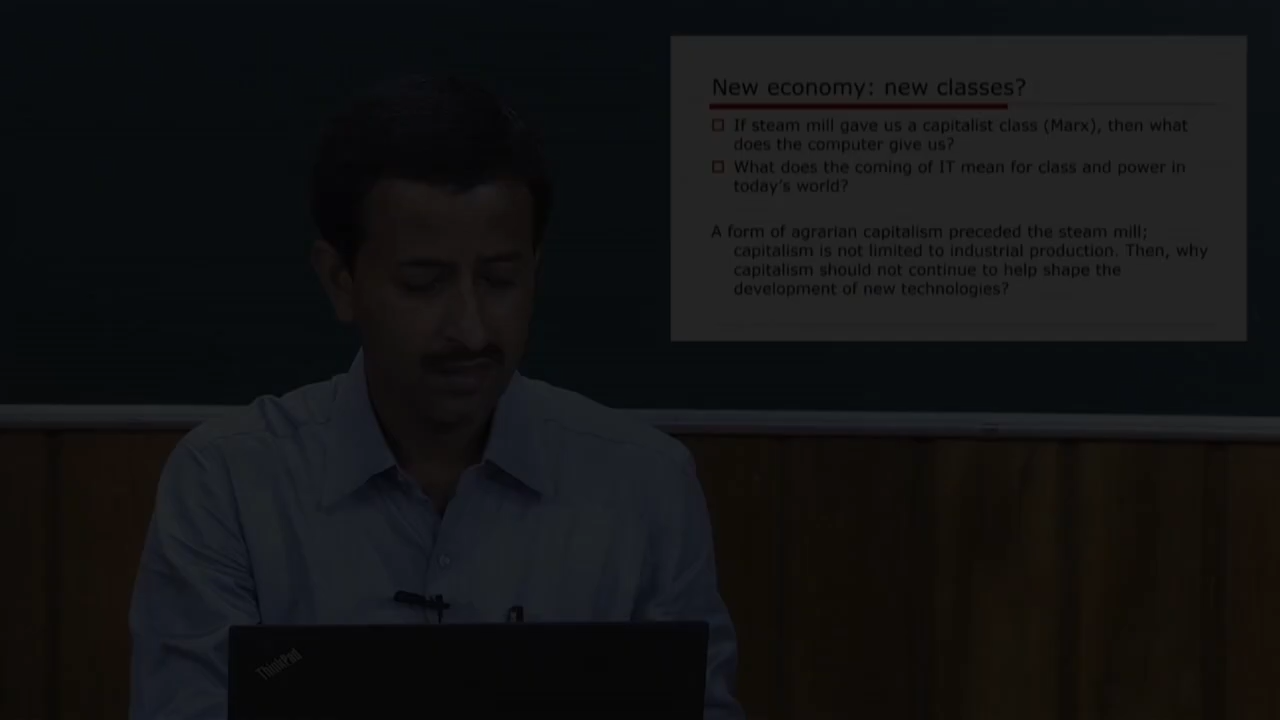 New economy: new classes?
If steam mill gave us a capitalist class (Marx), then what
does the computer give us?
What does the coming of IT mean for class and power in
today's world?
A form of agrarian capitalism preceded the steam mill;
capitalism is not limited to industrial production. Then, why
capitalism should not continue to help shape the
development of new technologies?
ThinkPad